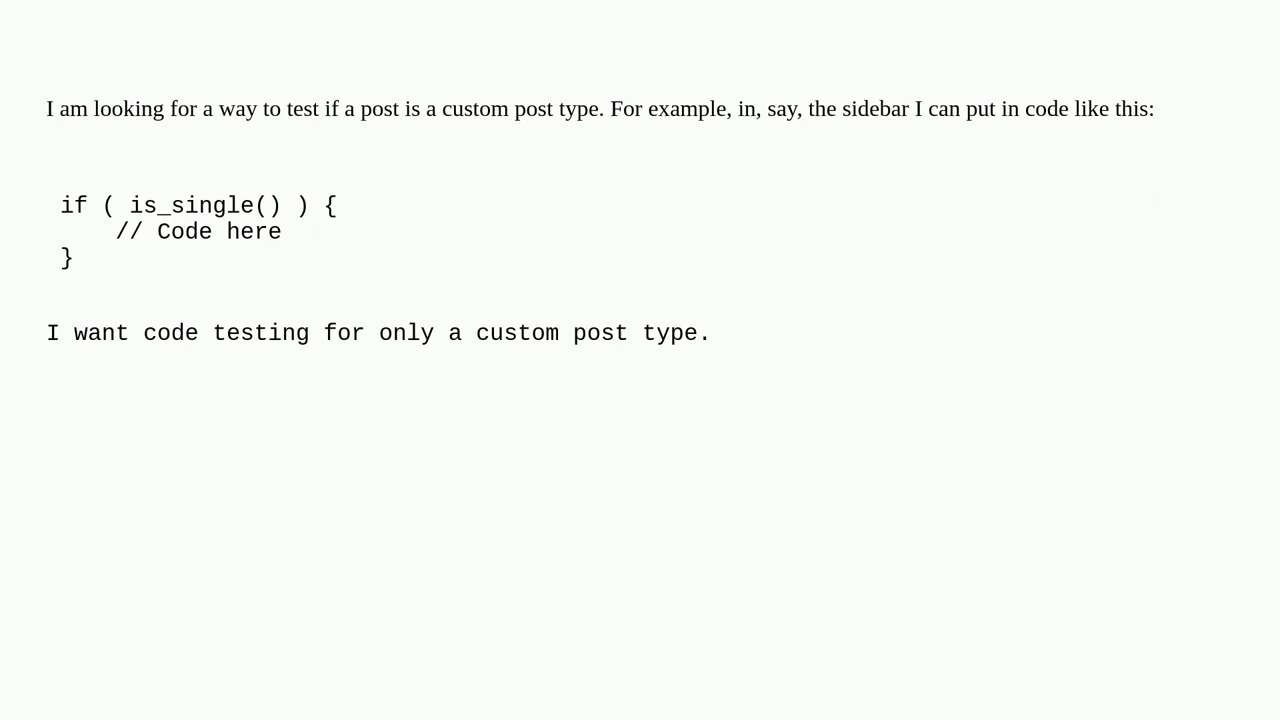 I am looking for a way to test if a post is a custom post type. For example, in, say, the sidebar I can put in code like this:
if ( is_single() ) {
    // Code here
}
I want code testing for only a custom post type.